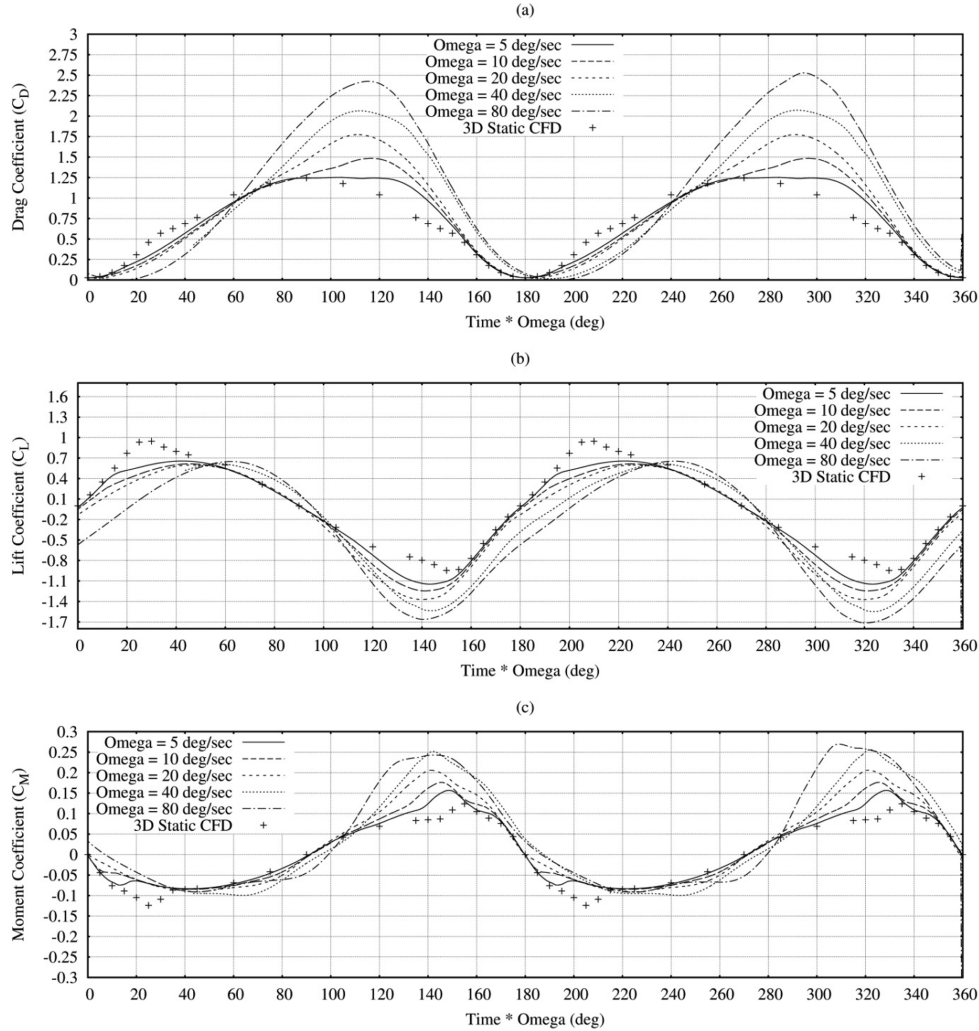 (a)
Drag Coefficient (C_D)
3
2.75
2.5
2.25
2
1.75
1.5
1.25
1
0.75
0.5
0.25
0
Omega = 5 deg/sec
Omega = 10 deg/sec
Omega = 20 deg/sec
Omega = 40 deg/sec
Omega = 80 deg/sec
3D Static CFD
0 20 40 60 80 100 120 140 160 180 200 220 240 260 280 300 320 340 360
Time * Omega (deg)
(b)
Lift Coefficient (C_L)
1.6
1.3
1
0.7
0.4
0.1
-0.2
-0.5
-0.8
-1.1
-1.4
-1.7
Omega = 5 deg/sec
Omega = 10 deg/sec
Omega = 20 deg/sec
Omega = 40 deg/sec
Omega = 80 deg/sec
3D Static CFD
0 20 40 60 80 100 120 140 160 180 200 220 240 260 280 300 320 340 360
Time * Omega (deg)
(c)
Moment Coefficient (C_M)
0.3
0.25
0.2
0.15
0.1
0.05
0
-0.05
-0.1
-0.15
-0.2
-0.25
-0.3
Omega = 5 deg/sec
Omega = 10 deg/sec
Omega = 20 deg/sec
Omega = 40 deg/sec
Omega = 80 deg/sec
3D Static CFD
0 20 40 60 80 100 120 140 160 180 200 220 240 260 280 300 320 340 360
Time * Omega (deg)